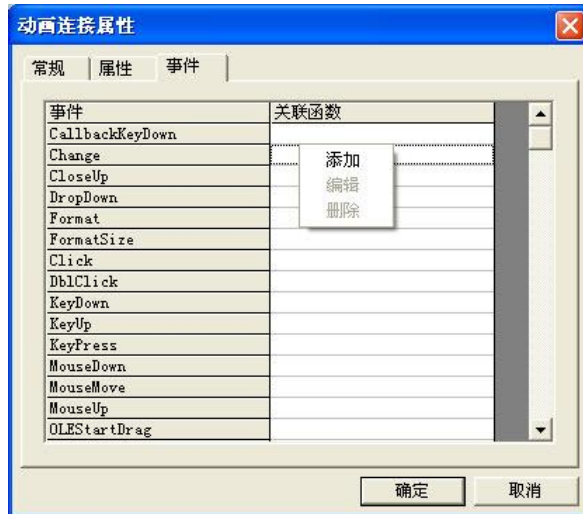 动画连接属性
常规 属性 事件
事件 关联函数
CallbackKeyDown
Change
添加
CloseUp
编辑
DropDown
删除
Format
FormatSize
Click
DblClick
KeyDown
KeyUp
KeyPress
MouseDown
MouseMove
MouseUp
OLEStartDrag
确定 取消